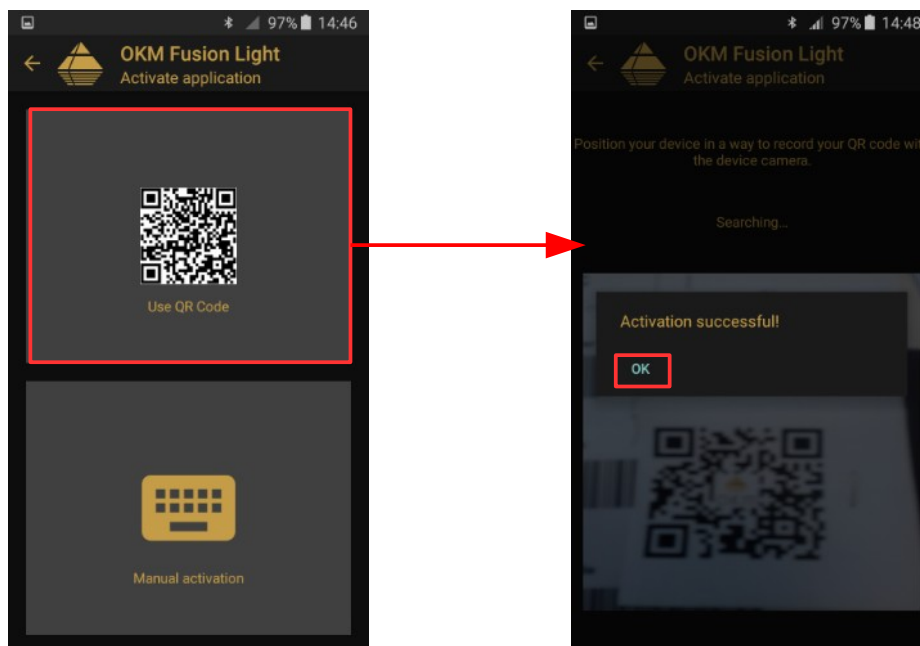 97% 14:46
OKM Fusion Light
Activate application
Use QR Code
Manual activation
97% 14:48
OKM Fusion Light
Activate application
Position your device in a way to record your QR code wit
the device camera.
Searching...
Activation successful!
OK